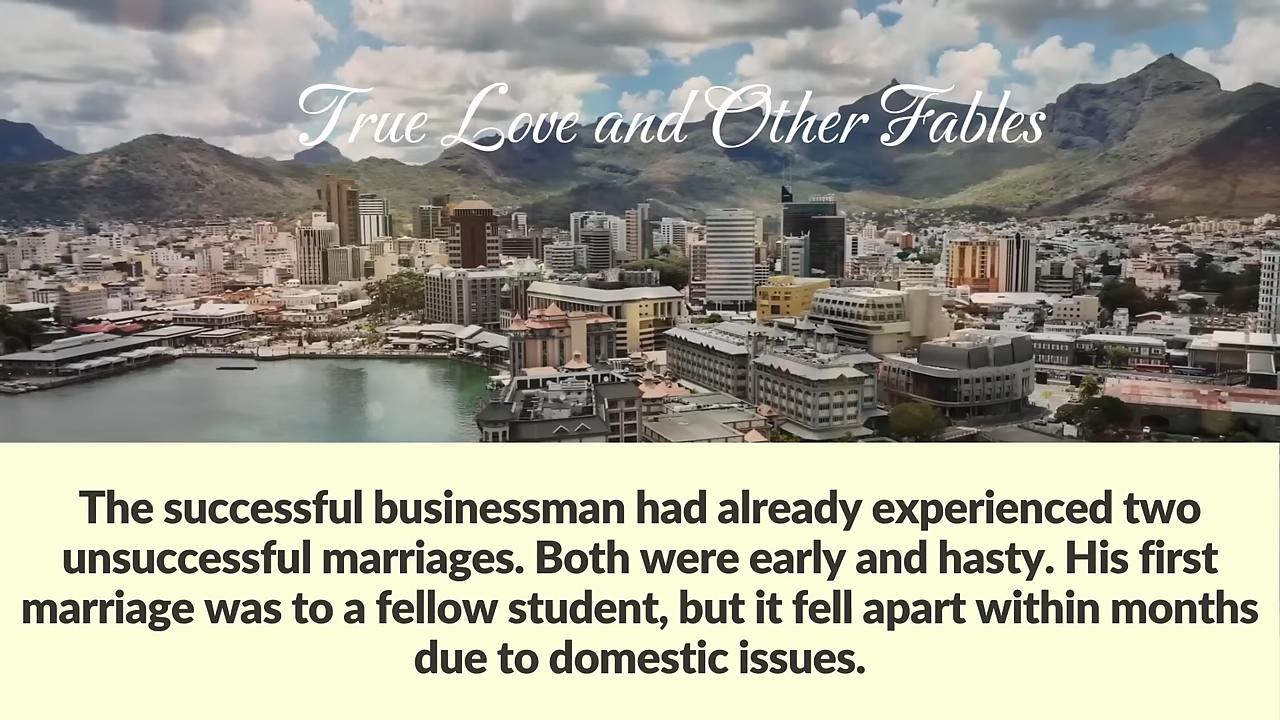 True Love and Other Fables
The successful businessman had already experienced two
unsuccessful marriages. Both were early and hasty. His first
marriage was to a fellow student, but it fell apart within months
due to domestic issues.